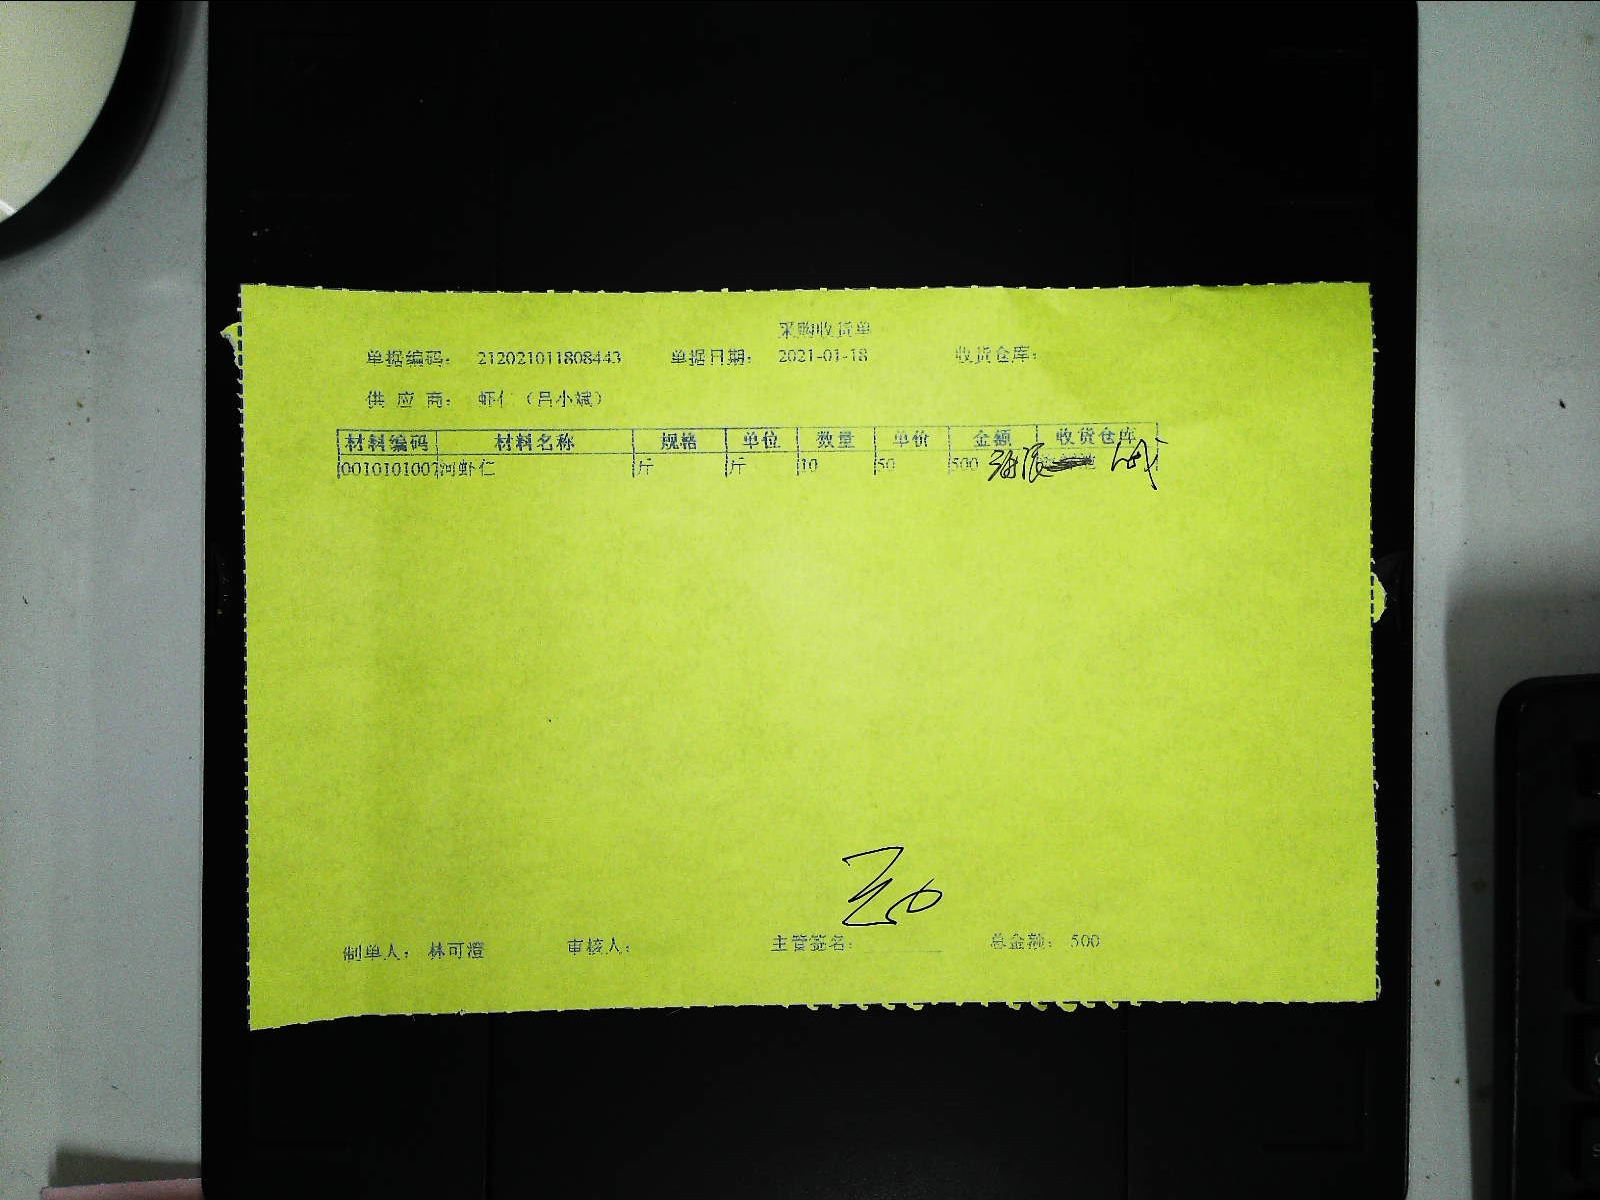 采购收货单
单据编码: 212021011808443 单据日期: 2021-01-18 收货仓库:
供 应 商: 虾仁(吕小斌)
材料编码 材料名称 规格 单位 数量 单价 金额 收货仓库
0010101007 河虾仁 斤 斤 10 50 500
制单人: 林可澄 审核人: 主管签名: 总金额: 500